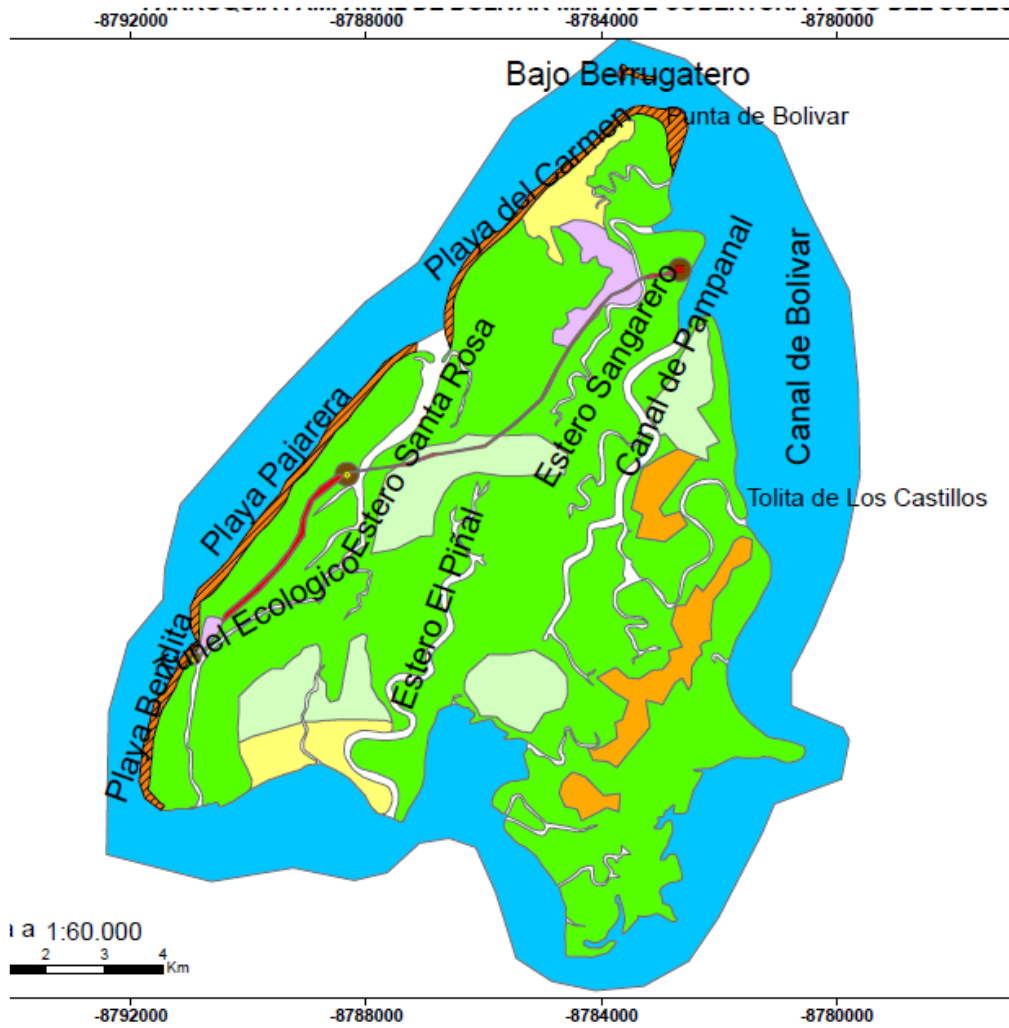 -8792000
-8788000
-8784000
-8780000
Bajo Berrugatero
Punta de Bolivar
Playa del Carmen
Canal de Bolivar
Canal de Pampanal
Estero Sangarero
Estero Santa Rosa
Playa Pajarera
Tolita de Los Castillos
Estero El Piñal
Tunel Ecologico
Playa Bendita
a 1:60.000
2
3
4
Km
-8792000
-8788000
-8784000
-8780000